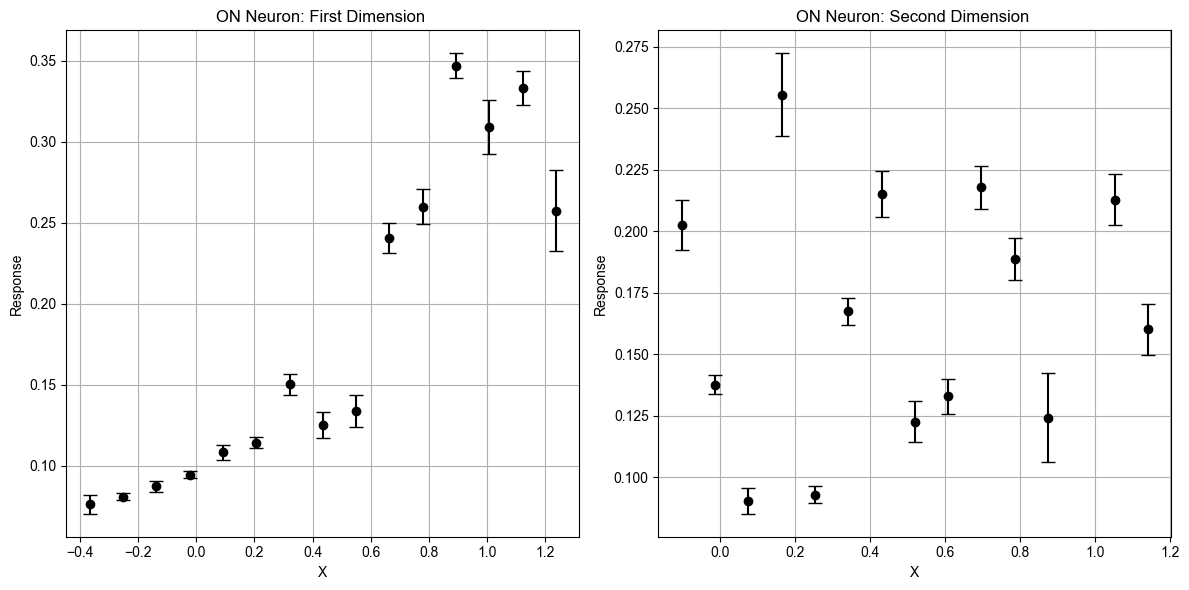 ON Neuron: First Dimension
Response
0.35
0.30
0.25
0.20
0.15
0.10
−0.4 −0.2 0.0 0.2 0.4 0.6 0.8 1.0 1.2
X
ON Neuron: Second Dimension
Response
0.275
0.250
0.225
0.200
0.175
0.150
0.125
0.100
0.0 0.2 0.4 0.6 0.8 1.0 1.2
X